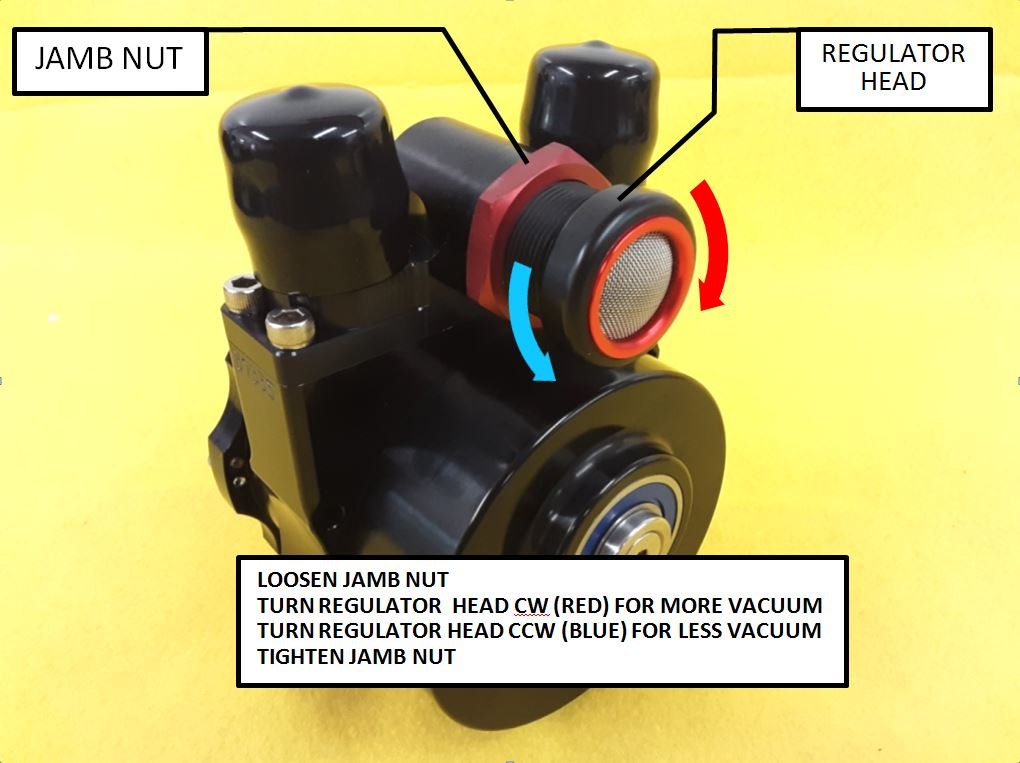 JAMB NUT
REGULATOR
HEAD
LOOSEN JAMB NUT
TURN REGULATOR HEAD CW (RED) FOR MORE VACUUM
TURN REGULATOR HEAD CCW (BLUE) FOR LESS VACUUM
TIGHTEN JAMB NUT